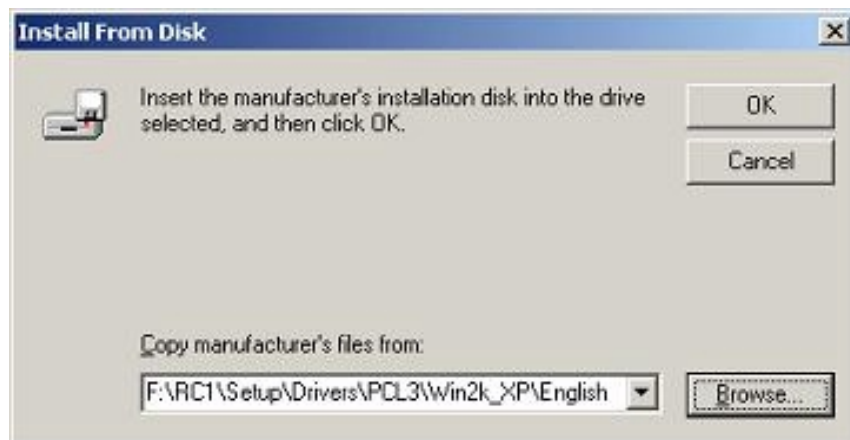 Install From Disk
Insert the manufacturer's installation disk into the drive
selected, and then click OK.
OK
Cancel
Copy manufacturer's files from:
F:\RC1\Setup\Drivers\PCL3\Win2k_XP\English
Browse...